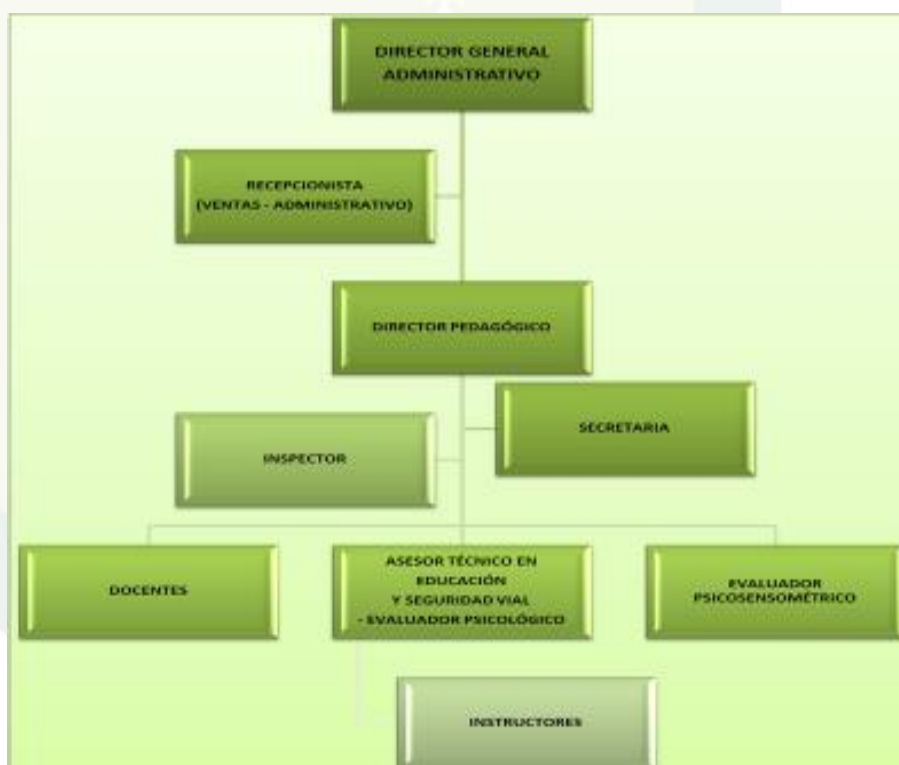 DIRECTOR GENERAL
ADMINISTRATIVO
RECEPCIONISTA
(VENTAS - ADMINISTRATIVO)
DIRECTOR PEDAGÓGICO
SECRETARIA
INSPECTOR
DOCENTES
ASESOR TÉCNICO EN
EDUCACIÓN
Y SEGURIDAD VIAL
- EVALUADOR PSICOLÓGICO
EVALUADOR
PSICOSENSOMÉTRICO
INSTRUCTORES